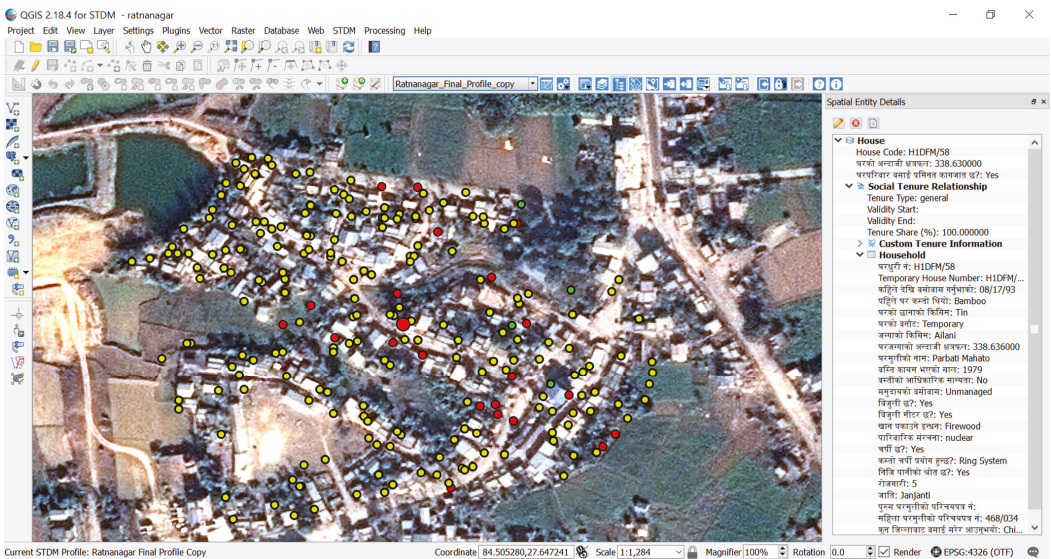 QGIS 2.18.4 for STDM - ratnanagar
Project Edit View Layer Settings Plugins Vector Raster Database Web STDM Processing Help
Ratnanagar_Final_Profile_copy
Spatial Entity Details
House
House Code: H1DFM/58
घरको अन्दाजी क्षेत्रफल: 338.630000
Yes
Social Tenure Relationship
Tenure Type: general
Validity Start:
Validity End:
Tenure Share (%): 100.000000
Custom Tenure Information
Household
घरधुरी नं: H1DFM/58
Temporary House Number: H1DFM/...
कहिले देखि बसोबास गर्नुभाको: 08/17/93
पहिले घर कस्तो थियो: Bamboo
घरको छानाको किसिम: Tin
घरको बनौट: Temporary
जग्गाको किसिम: Ailani
घरजग्गाको अन्दाजी क्षेत्रफल: 338.636000
घरमुलीको नाम: Parbati Mahato
बस्ति कायम भएको साल: 1979
बस्तीको आधिकारिक मान्यता: No
समुदायको बसोबास: Unmanaged
बिजुली छ?: Yes
बिजुली मीटर छ?: Yes
खाना पकाउने इन्धन: Firewood
पारिवारिक संरचना: nuclear
चर्पी छ?: Yes
कस्तो चर्पी प्रयोग हुन्छ?: Ring System
निजि पानीको श्रोत छ?: Yes
रोजगारी: 5
जाति: Janjanti
पुरुष घरमुलीको परिचयपत्र नं:
महिला घरमुलीको परिचयपत्र नं: 468/034
कुन जिल्लाबाट बसाई सरेर आउनुभयो: Chi...
Current STDM Profile: Ratnanagar Final Profile Copy Coordinate 84.505280,27.647241 Scale 1:1,284 Magnifier 100% Rotation 0.0 Render EPSG:4326 (OTF)